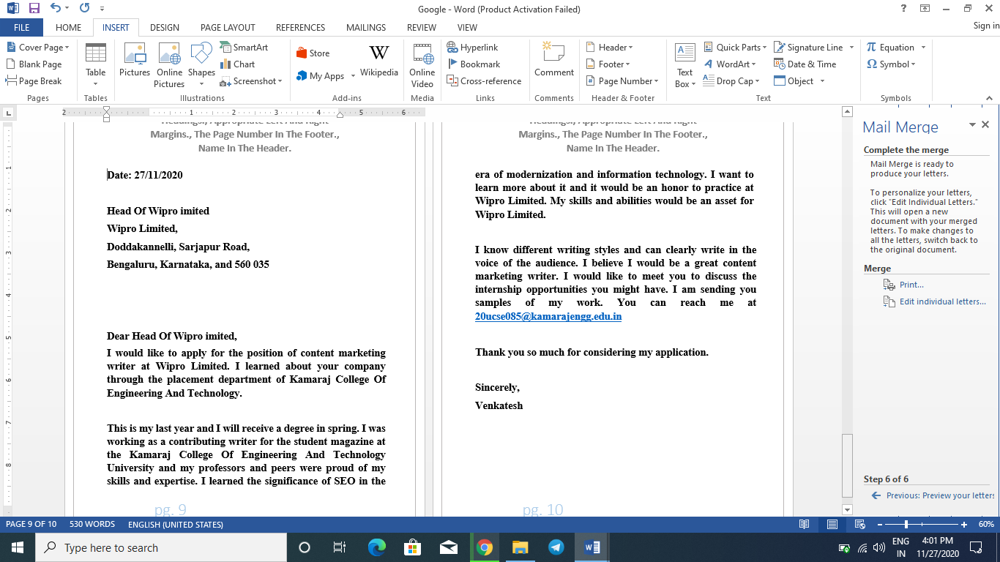 Google - Word (Product Activation Failed)
FILE HOME INSERT DESIGN PAGE LAYOUT REFERENCES MAILINGS REVIEW VIEW Sign in
Cover Page
Blank Page
Page Break
Pages
Table
Tables
Pictures
Online Pictures
Shapes
SmartArt
Chart
Screenshot
Illustrations
Store
My Apps
Wikipedia
Add-ins
Online Video
Media
Hyperlink
Bookmark
Cross-reference
Links
Comment
Comments
Header
Footer
Page Number
Header & Footer
Text Box
Quick Parts
WordArt
Drop Cap
Signature Line
Date & Time
Object
Text
Equation
Symbol
Symbols
2 1 2 3 4 5 6
1
2
3
4
5
6
7
8
Headings., Appropriate Left And Right
Margins., The Page Number In The Footer.,
Name In The Header.
Date: 27/11/2020
Head Of Wipro imited
Wipro Limited,
Doddakannelli, Sarjapur Road,
Bengaluru, Karnataka, and 560 035
Dear Head Of Wipro imited,
I would like to apply for the position of content marketing
writer at Wipro Limited. I learned about your company
through the placement department of Kamaraj College Of
Engineering And Technology.
This is my last year and I will receive a degree in spring. I was
working as a contributing writer for the student magazine at
the Kamaraj College Of Engineering And Technology
University and my professors and peers were proud of my
skills and expertise. I learned the significance of SEO in the
pg. 9
Headings., Appropriate Left And Right
Margins., The Page Number In The Footer.,
Name In The Header.
era of modernization and information technology. I want to
learn more about it and it would be an honor to practice at
Wipro Limited. My skills and abilities would be an asset for
Wipro Limited.
I know different writing styles and can clearly write in the
voice of the audience. I believe I would be a great content
marketing writer. I would like to meet you to discuss the
internship opportunities you might have. I am sending you
samples of my work. You can reach me at
20ucse085@kamarajengg.edu.in
Thank you so much for considering my application.
Sincerely,
Venkatesh
pg. 10
Mail Merge
Complete the merge
Mail Merge is ready to
produce your letters.
To personalize your letters,
click "Edit Individual Letters."
This will open a new
document with your merged
letters. To make changes to
all the letters, switch back to
the original document.
Merge
Print...
Edit individual letters...
Step 6 of 6
Previous: Preview your letters
PAGE 9 OF 10 530 WORDS ENGLISH (UNITED STATES) 60%
Type here to search
ENG
IN
4:01 PM
11/27/2020